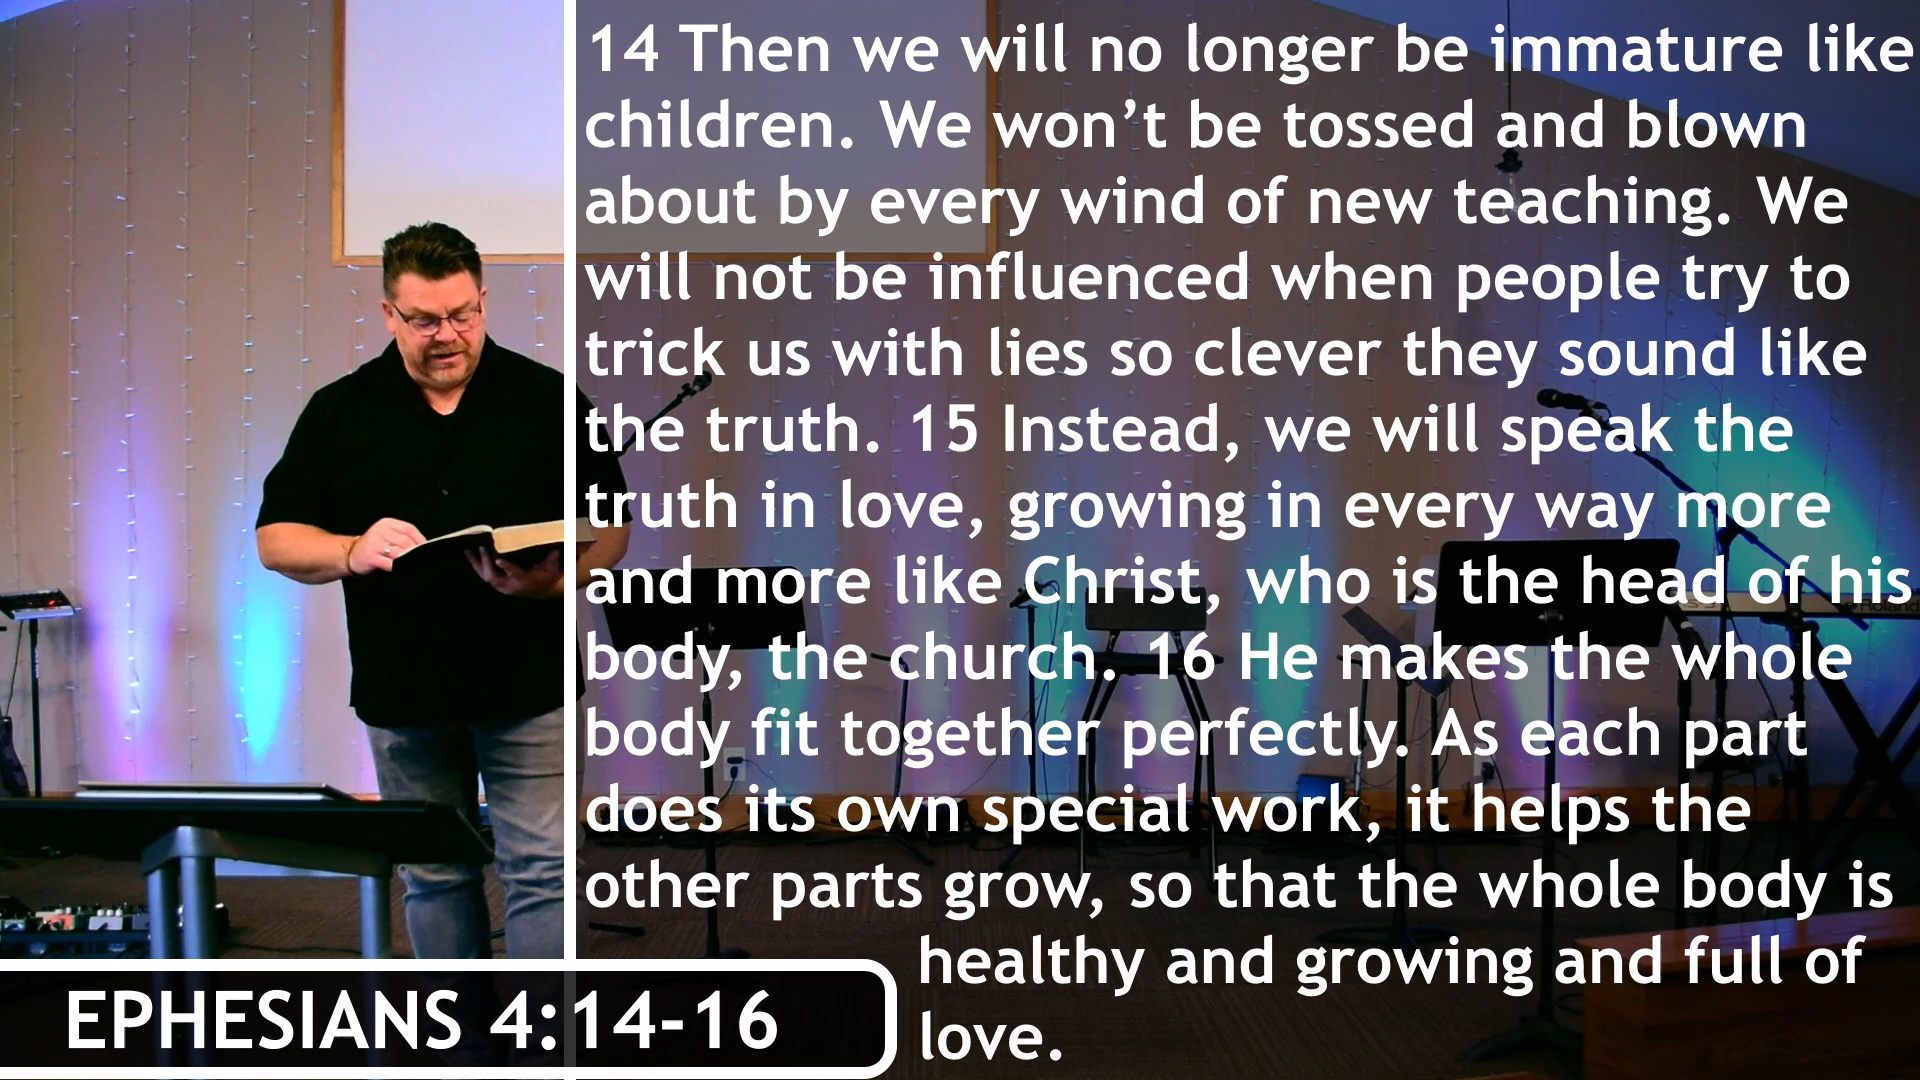 14 Then we will no longer be immature like
children. We won’t be tossed and blown
about by every wind of new teaching. We
will not be influenced when people try to
trick us with lies so clever they sound like
the truth. 15 Instead, we will speak the
truth in love, growing in every way more
and more like Christ, who is the head of his
body, the church. 16 He makes the whole
body fit together perfectly. As each part
does its own special work, it helps the
other parts grow, so that the whole body is
healthy and growing and full of
love.
EPHESIANS 4:14-16
Roland